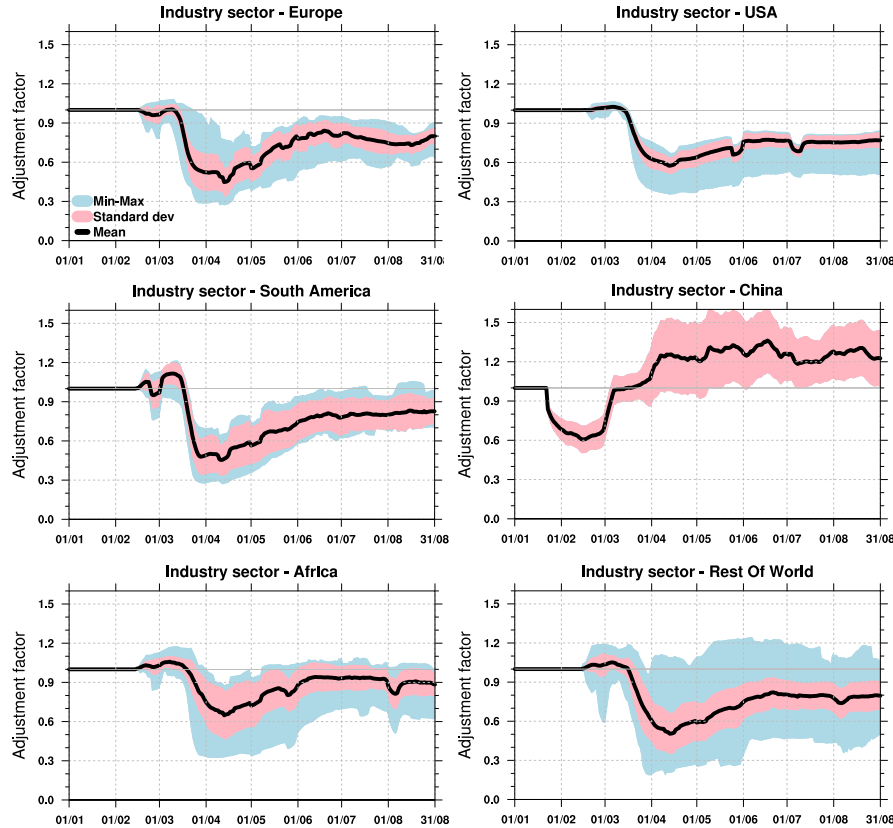 Industry sector - Europe
Adjustment factor
1.5
1.2
0.9
0.6
0.3
0.0
Min-Max
Standard dev
Mean
01/01 01/02 01/03 01/04 01/05 01/06 01/07 01/08 31/08
Industry sector - USA
Adjustment factor
1.5
1.2
0.9
0.6
0.3
0.0
01/01 01/02 01/03 01/04 01/05 01/06 01/07 01/08 31/08
Industry sector - South America
Adjustment factor
1.5
1.2
0.9
0.6
0.3
0.0
01/01 01/02 01/03 01/04 01/05 01/06 01/07 01/08 31/08
Industry sector - China
Adjustment factor
1.5
1.2
0.9
0.6
0.3
0.0
01/01 01/02 01/03 01/04 01/05 01/06 01/07 01/08 31/08
Industry sector - Africa
Adjustment factor
1.5
1.2
0.9
0.6
0.3
0.0
01/01 01/02 01/03 01/04 01/05 01/06 01/07 01/08 31/08
Industry sector - Rest Of World
Adjustment factor
1.5
1.2
0.9
0.6
0.3
0.0
01/01 01/02 01/03 01/04 01/05 01/06 01/07 01/08 31/08